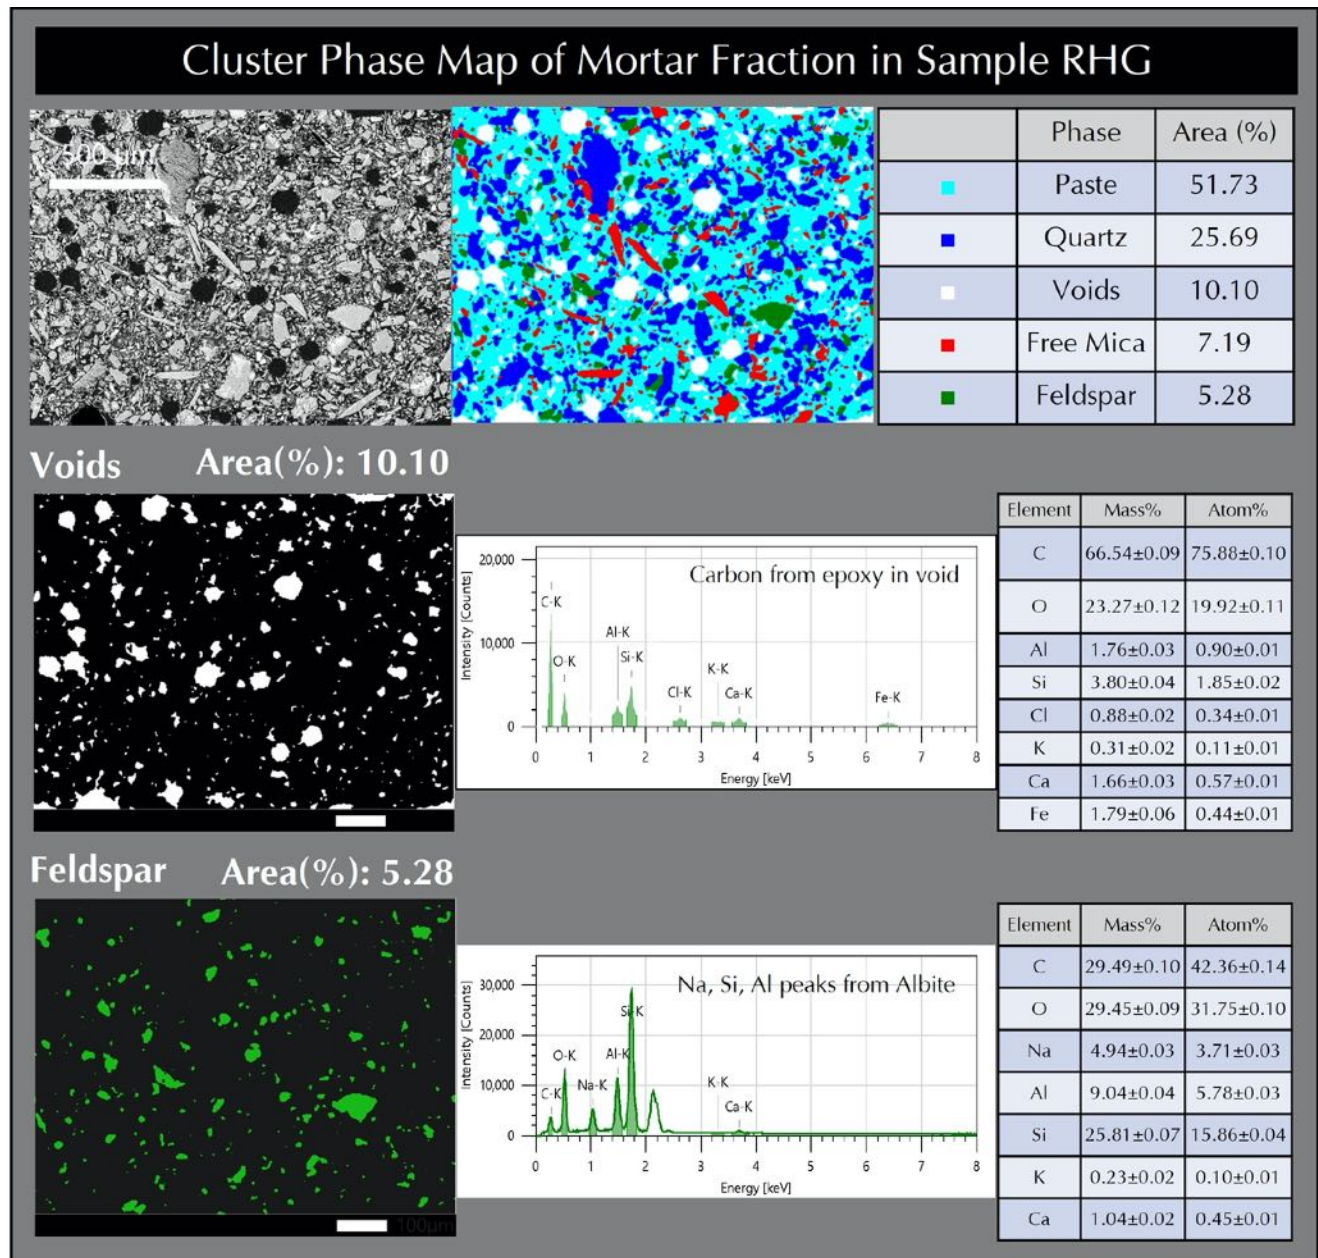 Cluster Phase Map of Mortar Fraction in Sample RHG
500 µm
Phase Area (%)
Paste 51.73
Quartz 25.69
Voids 10.10
Free Mica 7.19
Feldspar 5.28
Voids Area(%): 10.10
Carbon from epoxy in void
Intensity [Counts]
20,000
10,000
0
C-K
O-K
Al-K
Si-K
Cl-K
K-K
Ca-K
Fe-K
0 1 2 3 4 5 6 7 8
Energy [keV]
Element Mass% Atom%
C 66.54±0.09 75.88±0.10
O 23.27±0.12 19.92±0.11
Al 1.76±0.03 0.90±0.01
Si 3.80±0.04 1.85±0.02
Cl 0.88±0.02 0.34±0.01
K 0.31±0.02 0.11±0.01
Ca 1.66±0.03 0.57±0.01
Fe 1.79±0.06 0.44±0.01
Feldspar Area(%): 5.28
100µm
Na, Si, Al peaks from Albite
Intensity [Counts]
30,000
20,000
10,000
0
C-K
O-K
Na-K
Al-K
Si-K
K-K
Ca-K
0 1 2 3 4 5 6 7 8
Energy [keV]
Element Mass% Atom%
C 29.49±0.10 42.36±0.14
O 29.45±0.09 31.75±0.10
Na 4.94±0.03 3.71±0.03
Al 9.04±0.04 5.78±0.03
Si 25.81±0.07 15.86±0.04
K 0.23±0.02 0.10±0.01
Ca 1.04±0.02 0.45±0.01